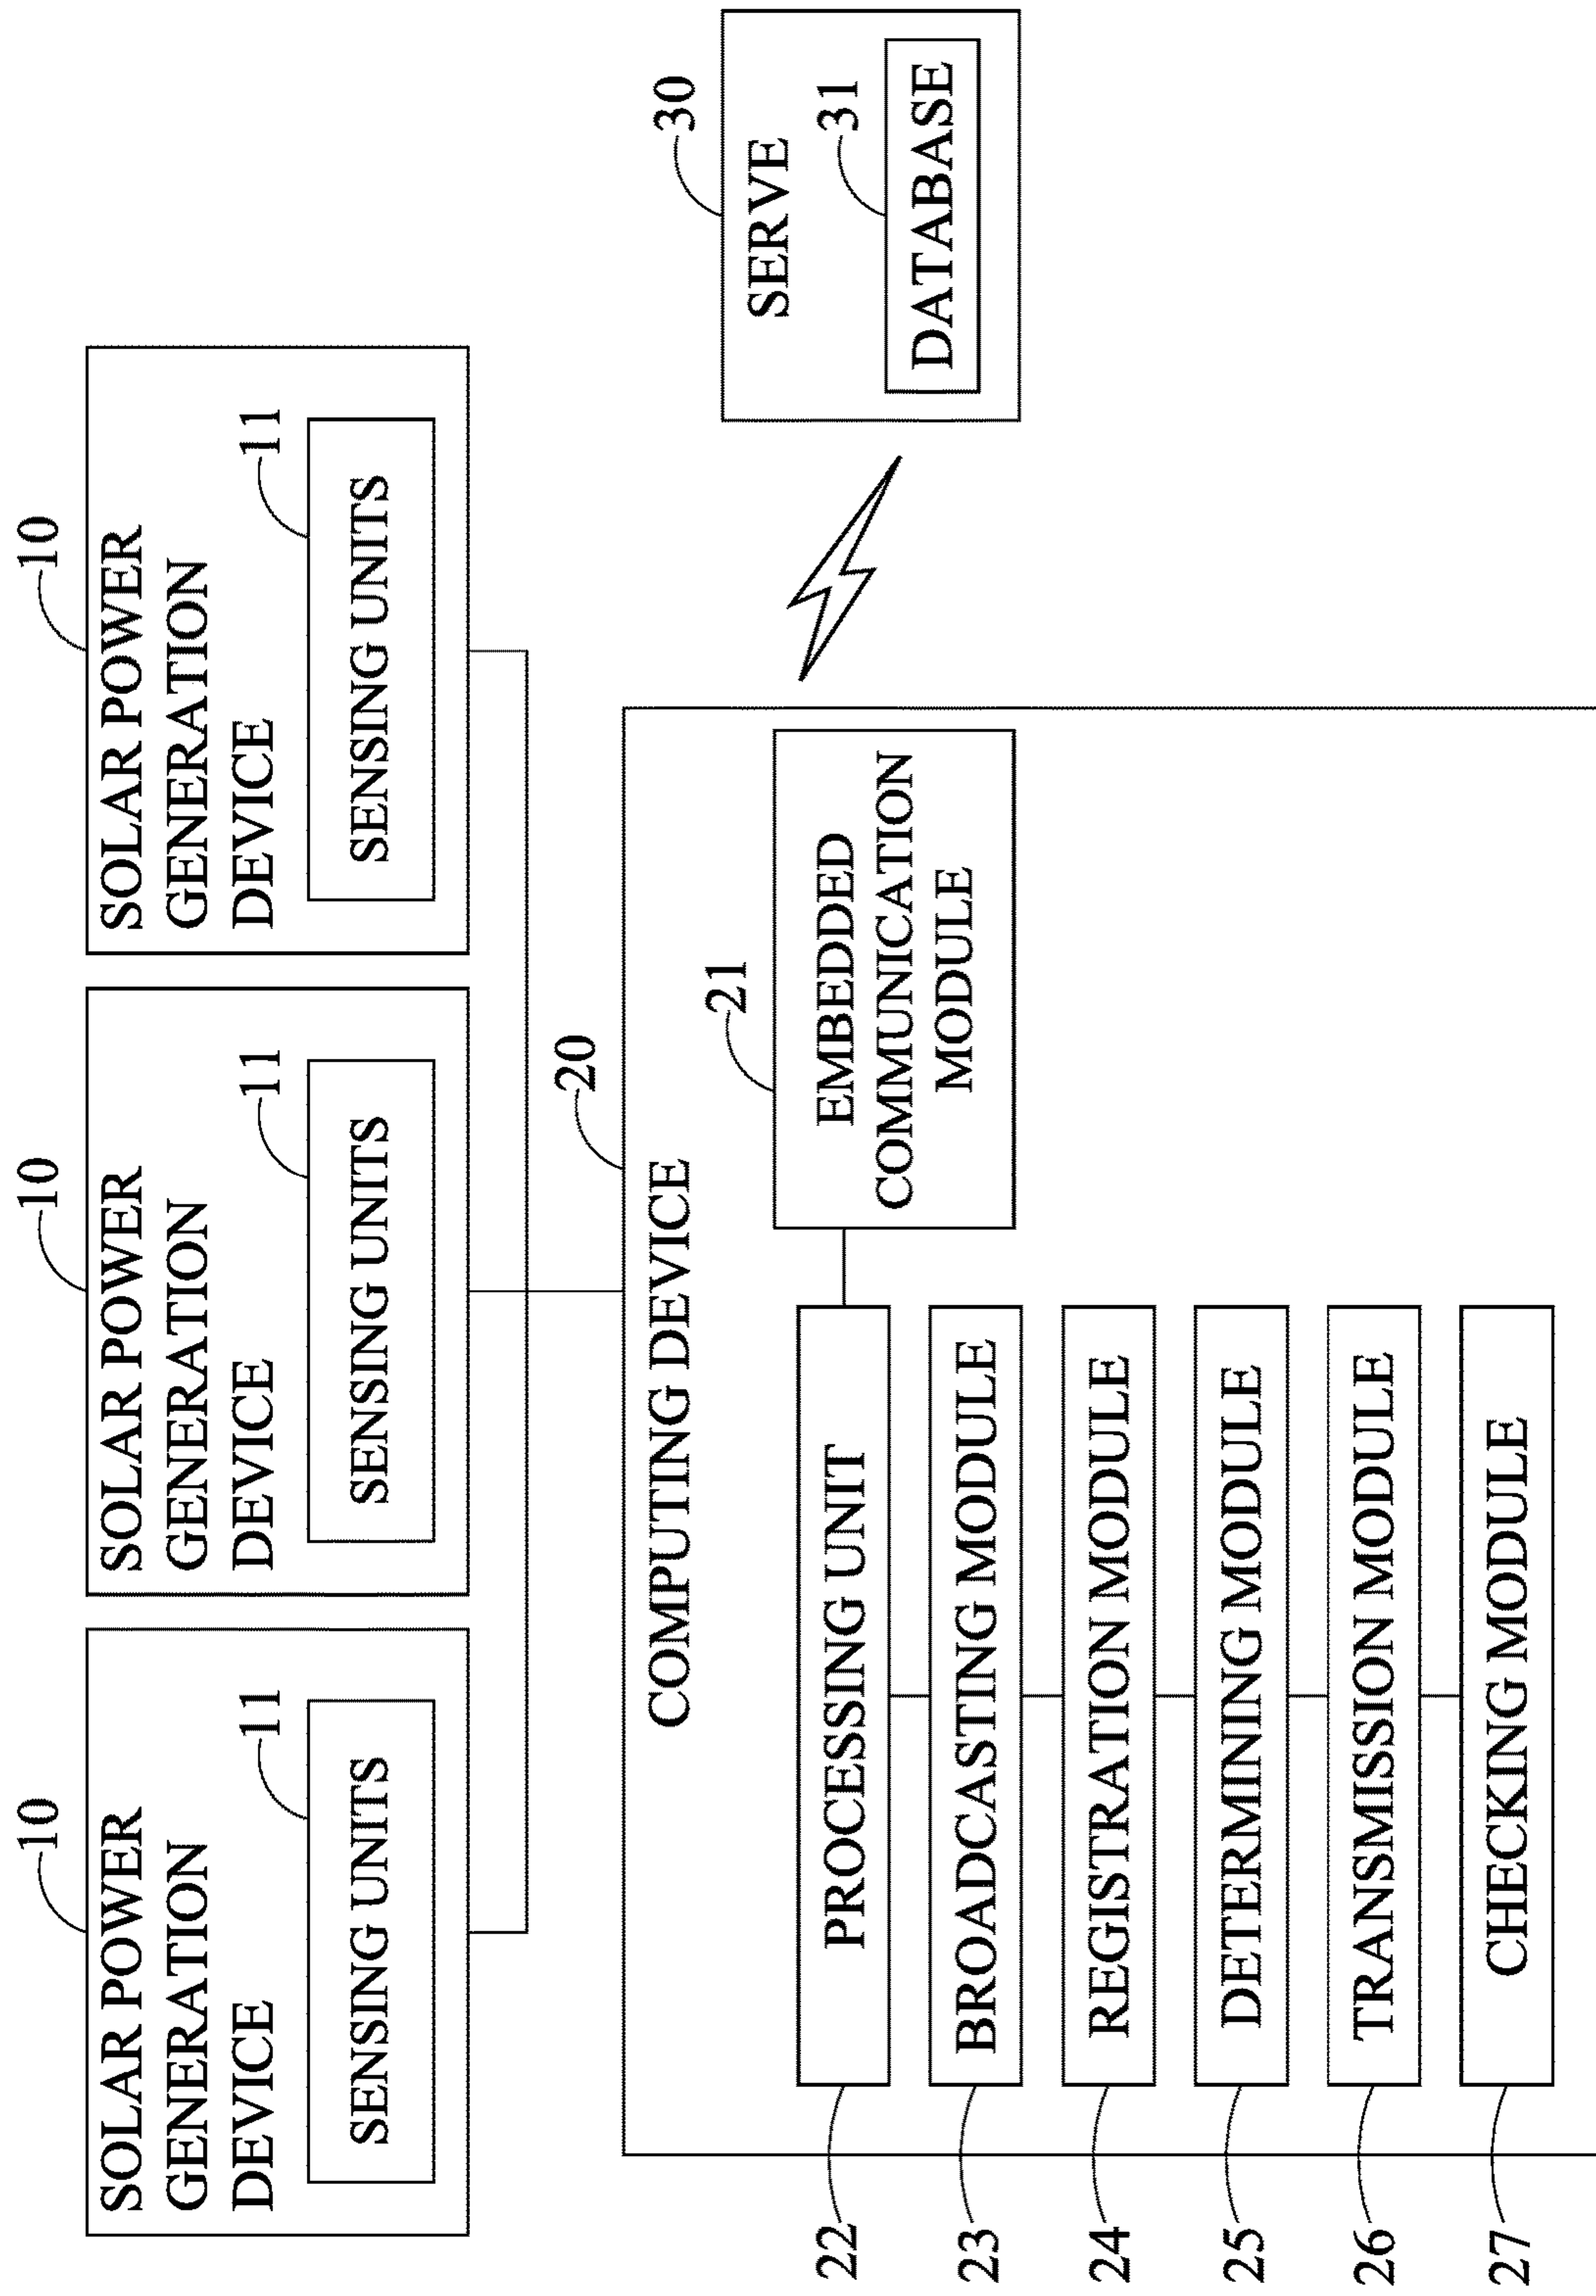 10
SOLAR POWER
GENERATION
DEVICE
11
SENSING UNITS
10
SOLAR POWER
GENERATION
DEVICE
11
SENSING UNITS
10
SOLAR POWER
GENERATION
DEVICE
11
SENSING UNITS
20
COMPUTING DEVICE
21
EMBEDDED
COMMUNICATION
MODULE
22
PROCESSING UNIT
23
BROADCASTING MODULE
24
REGISTRATION MODULE
25
DETERMINING MODULE
26
TRANSMISSION MODULE
27
CHECKING MODULE
30
SERVE
31
DATABASE